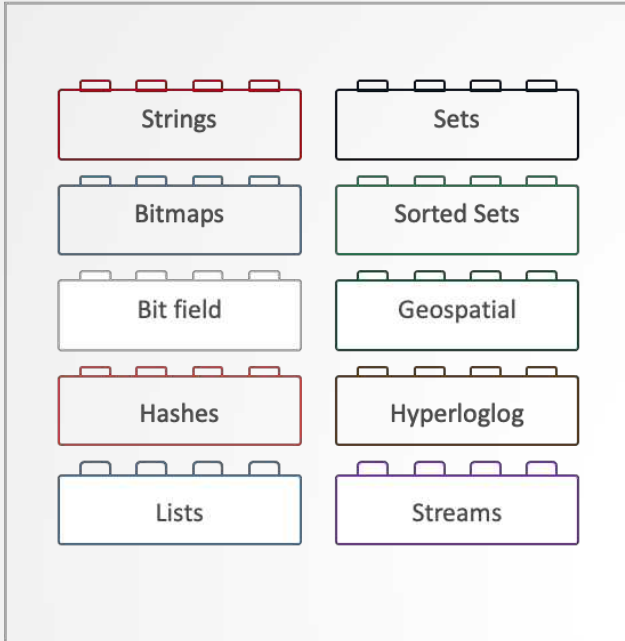 Strings
Sets
Bitmaps
Sorted Sets
Bit field
Geospatial
Hashes
Hyperloglog
Lists
Streams